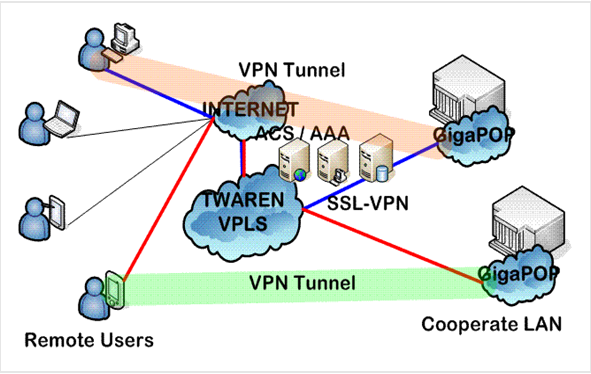 VPN Tunnel
INTERNET
ACS / AAA
GigaPOP
TWAREN
VPLS
SSL-VPN
GigaPOP
VPN Tunnel
Remote Users
Cooperate LAN